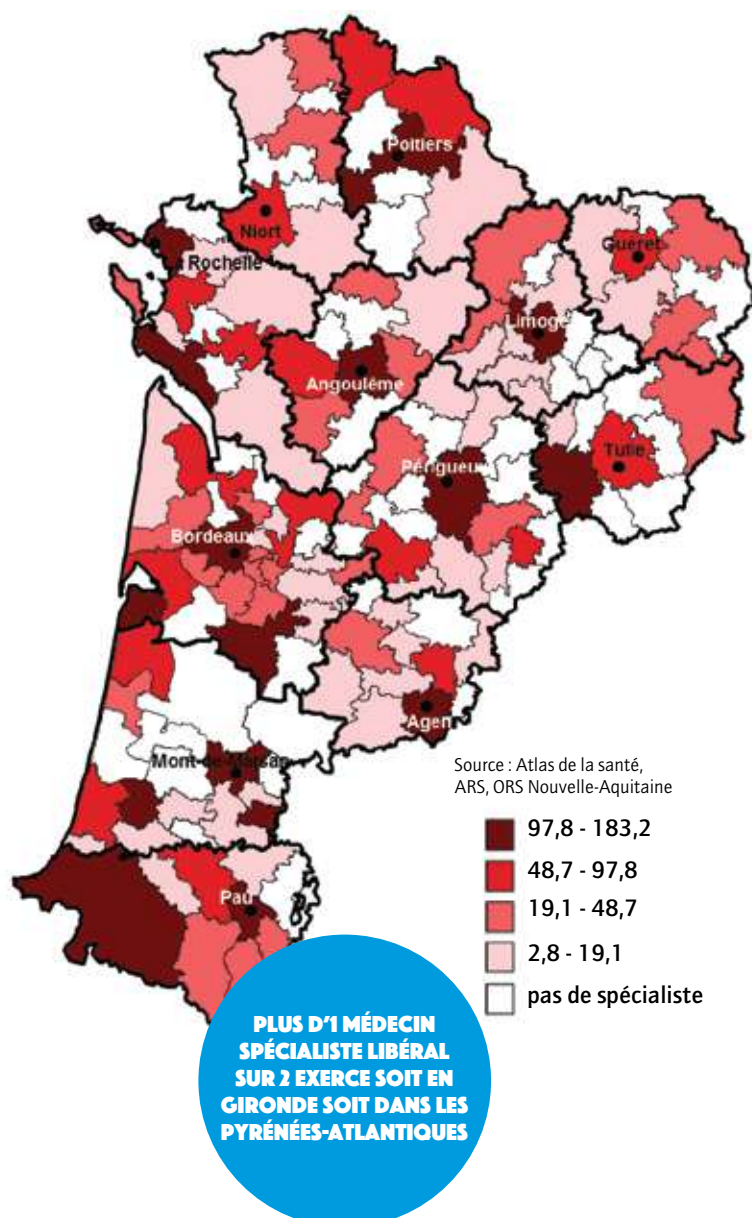 Poitiers
Niort
Rochelle
Guéret
Limoge
Angoulême
Périgueux
Tulle
Bordeaux
Agen
Mont-de-Marsan
Pau
Source : Atlas de la santé,
ARS, ORS Nouvelle-Aquitaine
97,8 - 183,2
48,7 - 97,8
19,1 - 48,7
2,8 - 19,1
pas de spécialiste
PLUS D'1 MÉDECIN
SPÉCIALISTE LIBÉRAL
SUR 2 EXERCE SOIT EN
GIRONDE SOIT DANS LES
PYRÉNÉES-ATLANTIQUES